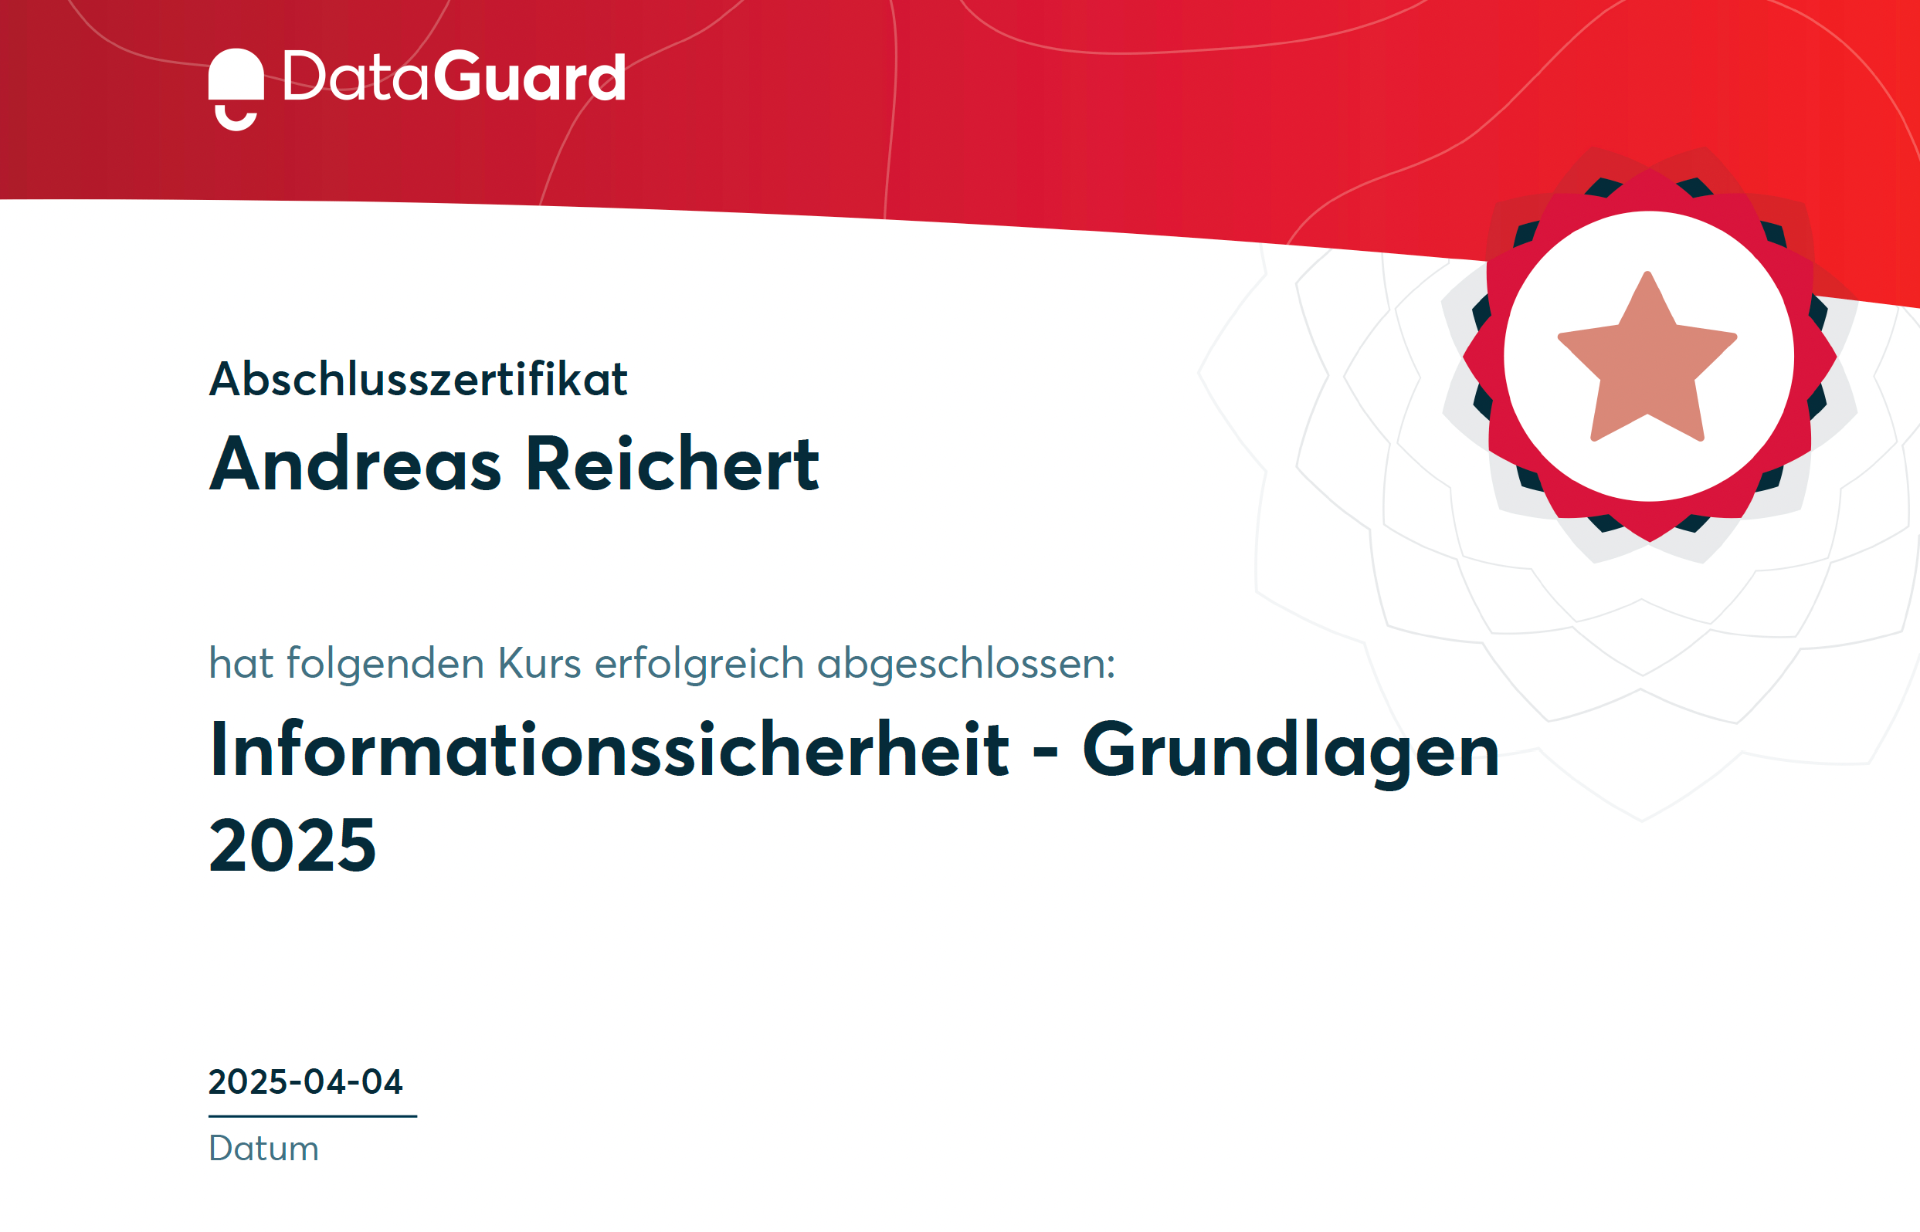 DataGuard
Abschlusszertifikat
Andreas Reichert
hat folgenden Kurs erfolgreich abgeschlossen:
Informationssicherheit - Grundlagen
2025
2025-04-04
Datum